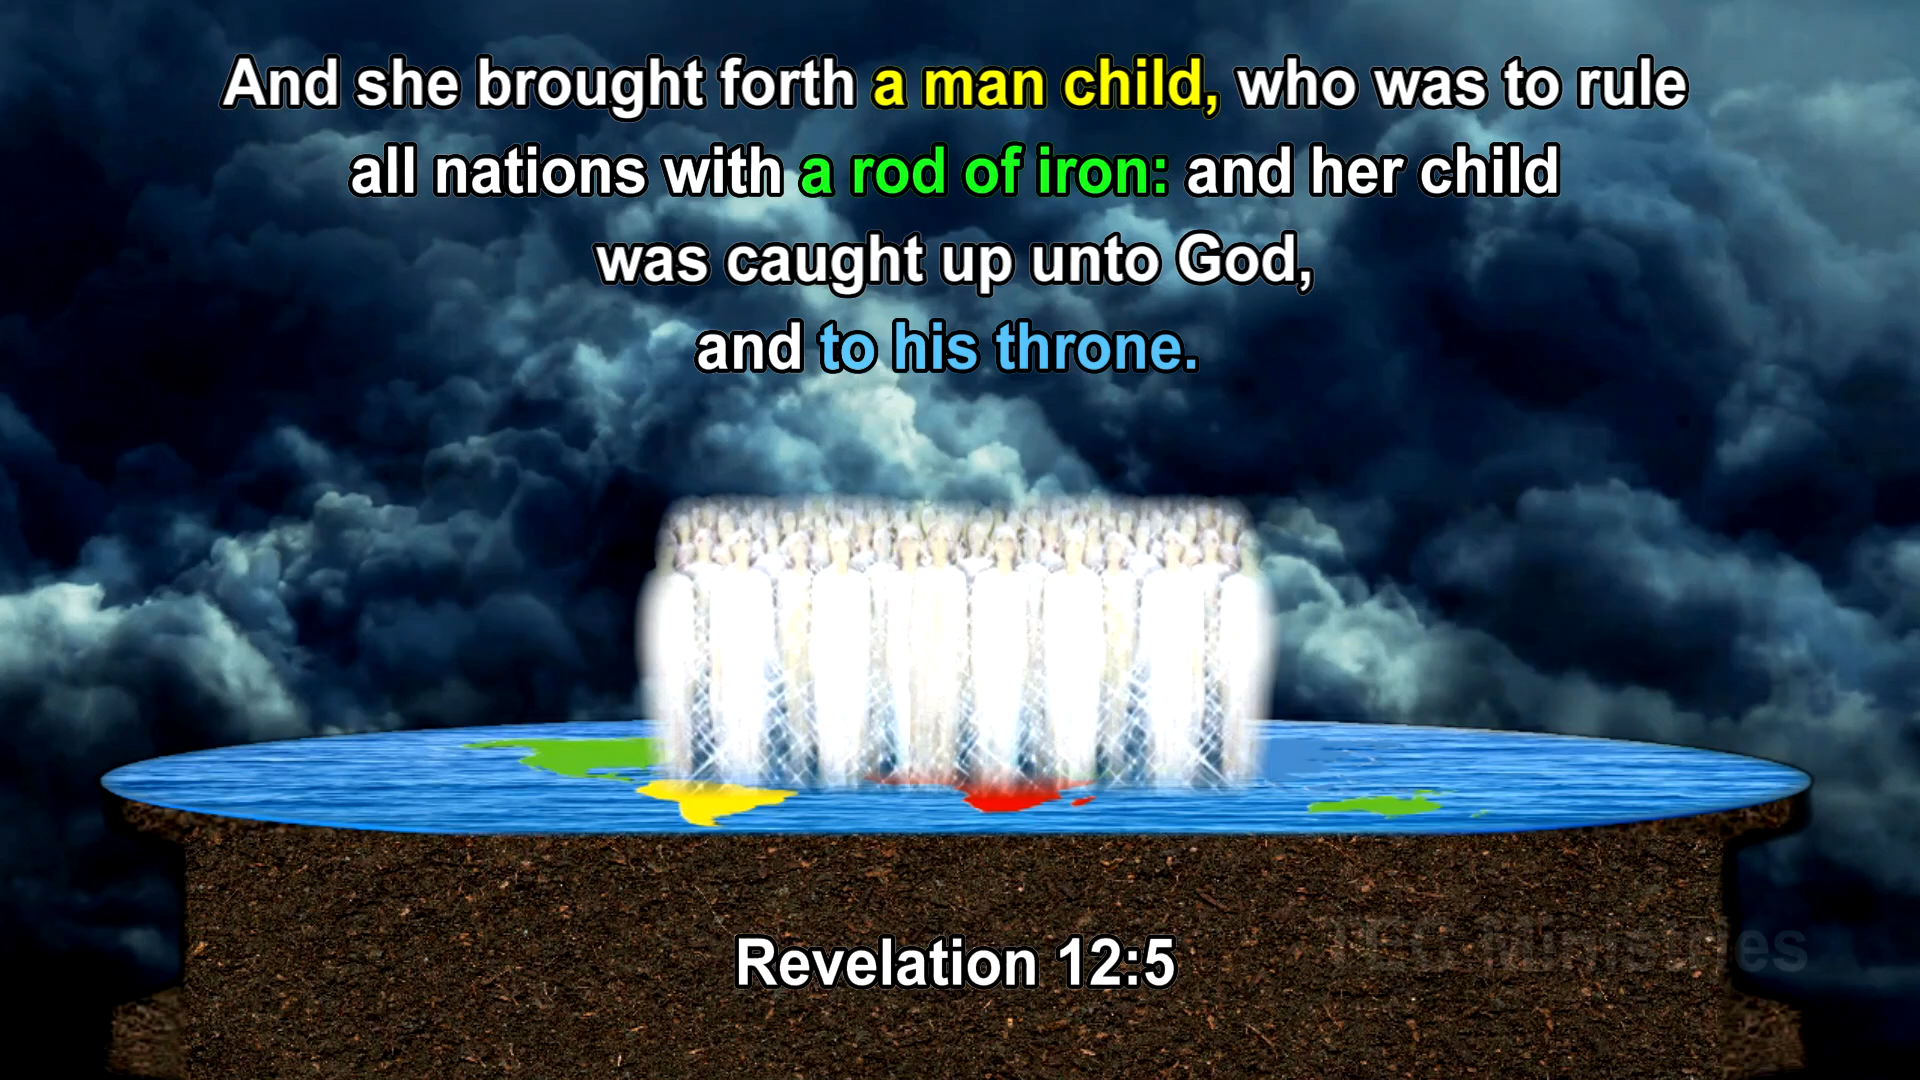 And she brought forth a man child, who was to rule
all nations with a rod of iron: and her child
was caught up unto God,
and to his throne.
Revelation 12:5
Ministries